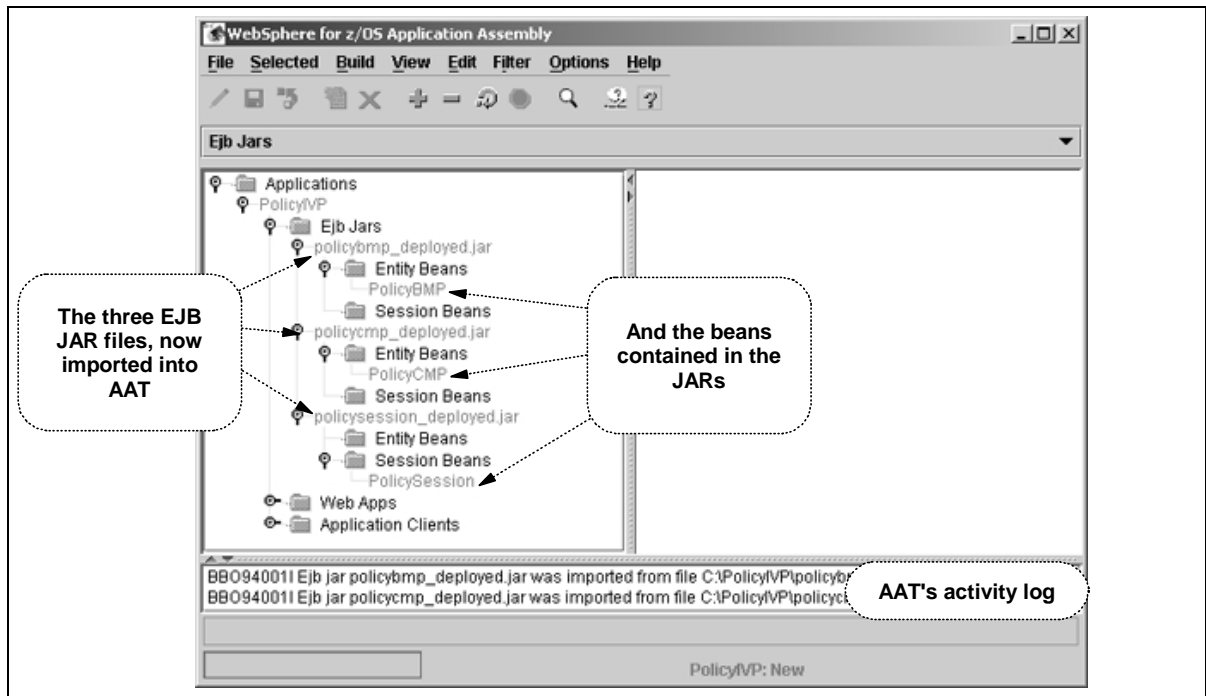 WebSphere for z/OS Application Assembly
File Selected Build View Edit Filter Options Help
Ejb Jars
Applications
PolicyIVP
Ejb Jars
policybmp_deployed.jar
Entity Beans
PolicyBMP
Session Beans
policycmp_deployed.jar
Entity Beans
PolicyCMP
Session Beans
policysession_deployed.jar
Entity Beans
Session Beans
PolicySession
Web Apps
Application Clients
The three EJB
JAR files, now
imported into
AAT
And the beans
contained in the
JARs
BBO94001I Ejb jar policybmp_deployed.jar was imported from file C:\PolicyIVP\policyb
BBO94001I Ejb jar policycmp_deployed.jar was imported from file C:\PolicyIVP\policyc
AAT's activity log
PolicyIVP: New